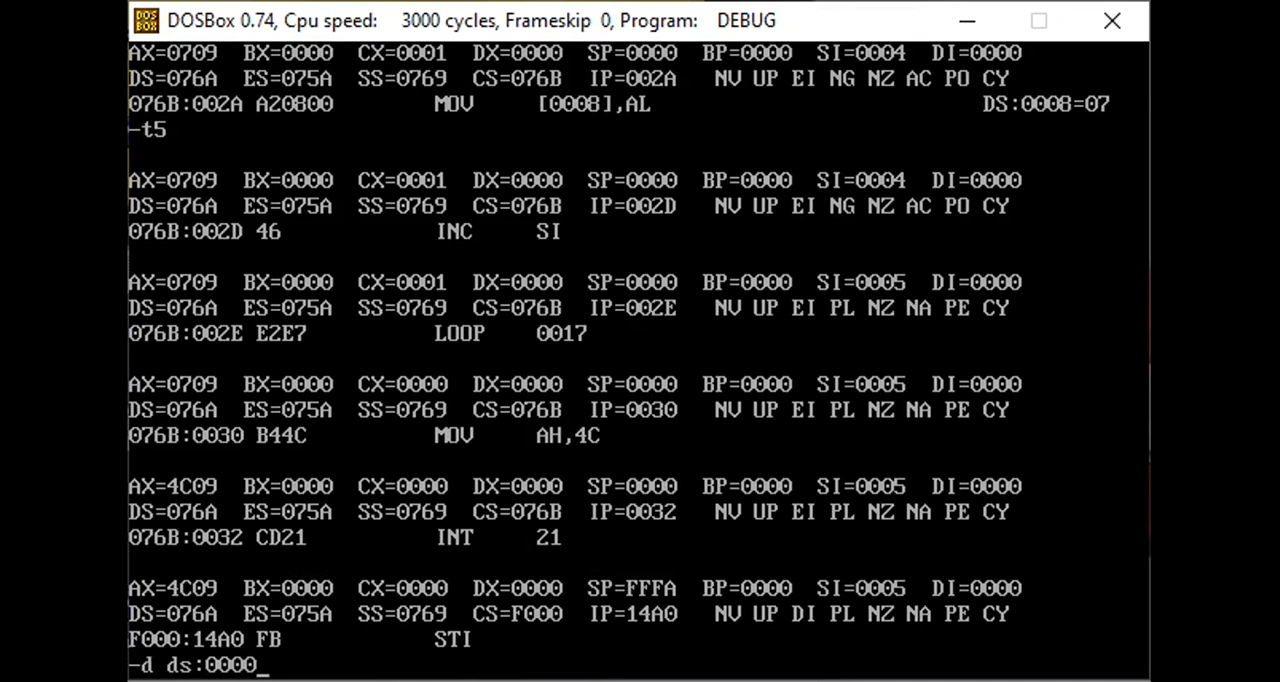 DOS BOX DOSBox 0.74, Cpu speed: 3000 cycles, Frameskip 0, Program: DEBUG
AX=0709 BX=0000 CX=0001 DX=0000 SP=0000 BP=0000 SI=0004 DI=0000
DS=076A ES=075A SS=0769 CS=076B IP=002A NV UP EI NG NZ AC PO CY
076B:002A A20800 MOV [0008],AL DS:0008=07
-t5
AX=0709 BX=0000 CX=0001 DX=0000 SP=0000 BP=0000 SI=0004 DI=0000
DS=076A ES=075A SS=0769 CS=076B IP=002D NV UP EI NG NZ AC PO CY
076B:002D 46 INC SI
AX=0709 BX=0000 CX=0001 DX=0000 SP=0000 BP=0000 SI=0005 DI=0000
DS=076A ES=075A SS=0769 CS=076B IP=002E NV UP EI PL NZ NA PE CY
076B:002E E2E7 LOOP 0017
AX=0709 BX=0000 CX=0000 DX=0000 SP=0000 BP=0000 SI=0005 DI=0000
DS=076A ES=075A SS=0769 CS=076B IP=0030 NV UP EI PL NZ NA PE CY
076B:0030 B44C MOV AH,4C
AX=4C09 BX=0000 CX=0000 DX=0000 SP=0000 BP=0000 SI=0005 DI=0000
DS=076A ES=075A SS=0769 CS=076B IP=0032 NV UP EI PL NZ NA PE CY
076B:0032 CD21 INT 21
AX=4C09 BX=0000 CX=0000 DX=0000 SP=FFFA BP=0000 SI=0005 DI=0000
DS=076A ES=075A SS=0769 CS=F000 IP=14A0 NV UP DI PL NZ NA PE CY
F000:14A0 FB STI
-d ds:0000_